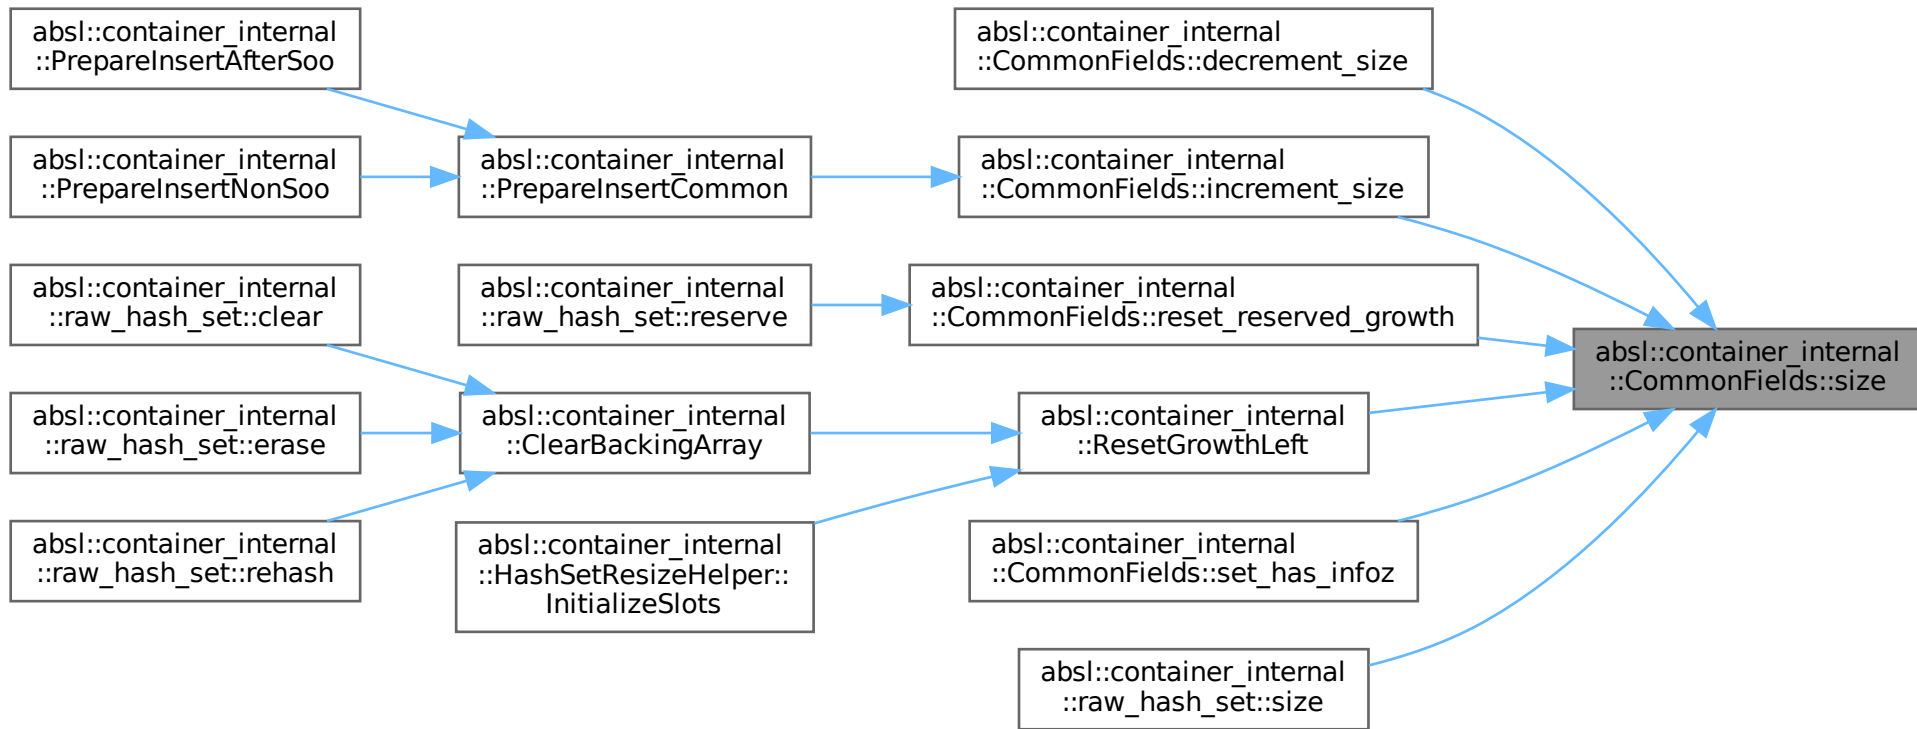 absl::container_internal
::PrepareInsertAfterSoo
absl::container_internal
::PrepareInsertNonSoo
absl::container_internal
::raw_hash_set::clear
absl::container_internal
::raw_hash_set::erase
absl::container_internal
::raw_hash_set::rehash
absl::container_internal
::PrepareInsertCommon
absl::container_internal
::raw_hash_set::reserve
absl::container_internal
::ClearBackingArray
absl::container_internal
::HashSetResizeHelper::
InitializeSlots
absl::container_internal
::CommonFields::decrement_size
absl::container_internal
::CommonFields::increment_size
absl::container_internal
::CommonFields::reset_reserved_growth
absl::container_internal
::ResetGrowthLeft
absl::container_internal
::CommonFields::set_has_infoz
absl::container_internal
::raw_hash_set::size
absl::container_internal
::CommonFields::size